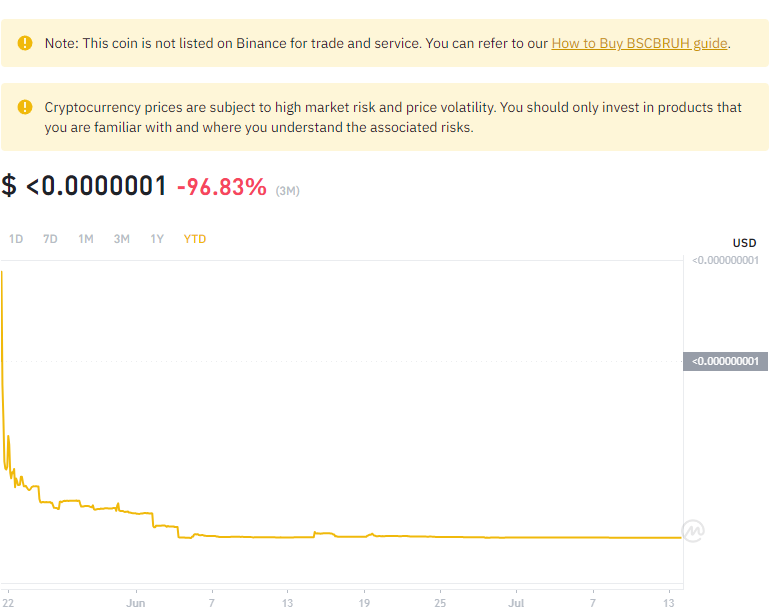 Note: This coin is not listed on Binance for trade and service. You can refer to our How to Buy BSCBRUH guide.
Cryptocurrency prices are subject to high market risk and price volatility. You should only invest in products that
you are familiar with and where you understand the associated risks.
$ <0.0000001 -96.83% (3M)
1D 7D 1M 3M 1Y YTD
USD
<0.000000001
<0.000000001
22 Jun 7 13 19 25 Jul 7 13